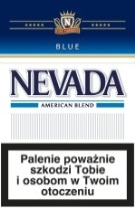 N
BLUE
NEVADA
AMERICAN BLEND
Palenie poważnie
szkodzi Tobie
i osobom w Twoim
otoczeniu